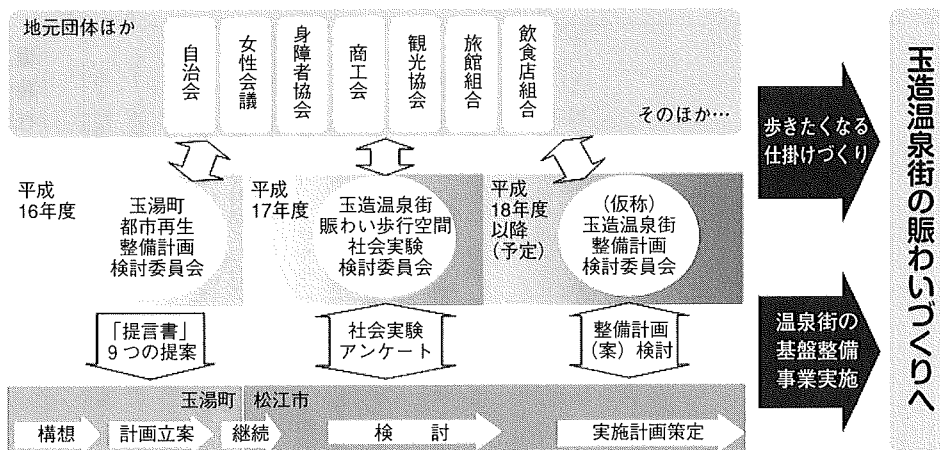 地元団体ほか
自治会
女性会議
身障者協会
商工会
観光協会
旅館組合
飲食店組合
そのほか…
平成
16年度
玉湯町
都市再生
整備計画
検討委員会
平成
17年度
玉造温泉街
賑わい歩行空間
社会実験
検討委員会
平成
18年度
以降
(予定)
(仮称)
玉造温泉街
整備計画
検討委員会
「提言書」
9つの提案
社会実験
アンケート
整備計画
(案)検討
玉湯町
松江市
構想
計画立案
継続
検討
実施計画策定
歩きたくなる
仕掛けづくり
温泉街の
基盤整備
事業実施
玉造温泉街の賑わいづくりへ